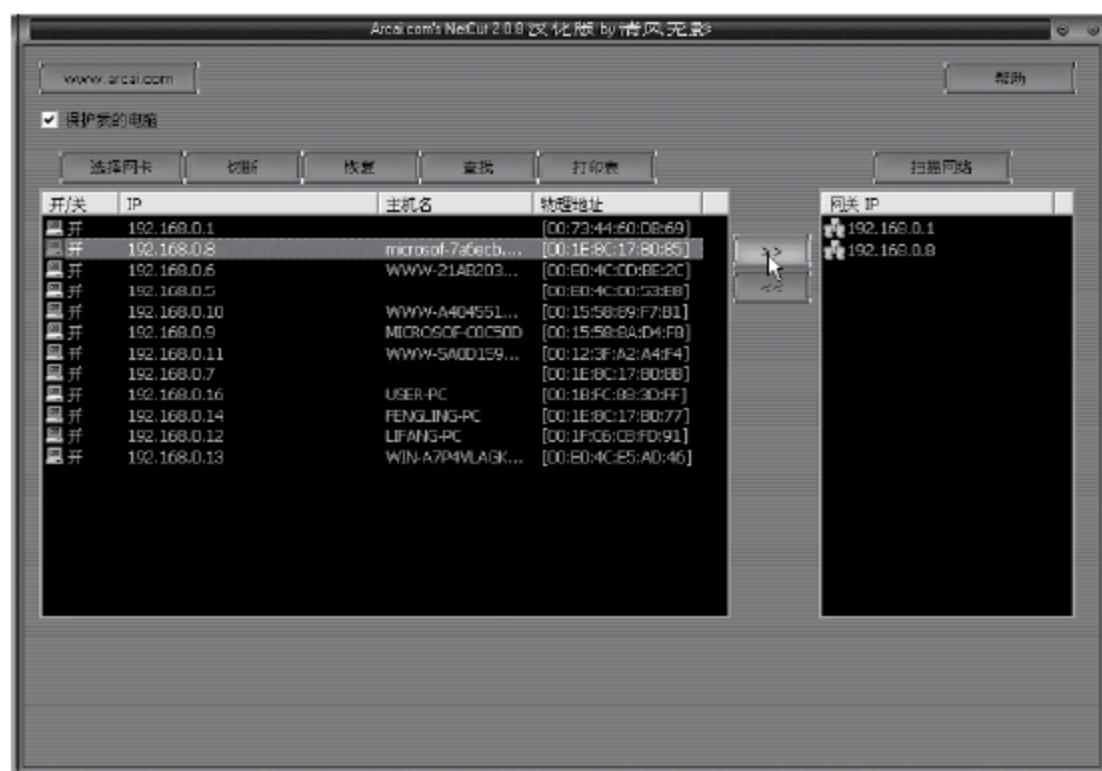 Arcai.com's NetCut 2.0.8 汉化版 by 清风无影
www.arcai.com 帮助
保护我的电脑
选择网卡 切断 恢复 查找 打印表 扫描网络
开/关 IP 主机名 物理地址 网关 IP
开 192.168.0.1 [00:73:44:60:DB:69] 192.168.0.1
开 192.168.0.8 microsof-7a6ecb.... [00:1E:8C:17:B0:85] >> 192.168.0.8
开 192.168.0.6 WWW-21AB203... [00:E0:4C:0D:BE:2C]
开 192.168.0.5 [00:E0:4C:00:53:E8] <<
开 192.168.0.10 WWW-A404551... [00:15:58:89:F7:B1]
开 192.168.0.9 MICROSOF-C0C50D [00:15:58:8A:D4:FB]
开 192.168.0.11 WWW-5A0D159... [00:12:3F:A2:A4:F4]
开 192.168.0.7 [00:1E:8C:17:B0:8B]
开 192.168.0.16 USER-PC [00:1B:FC:8B:3D:FF]
开 192.168.0.14 FENGLING-PC [00:1E:8C:17:B0:77]
开 192.168.0.12 LIFANG-PC [00:1F:C6:CB:FD:91]
开 192.168.0.13 WIN-A7P4VLAGK... [00:E0:4C:E5:AD:46]